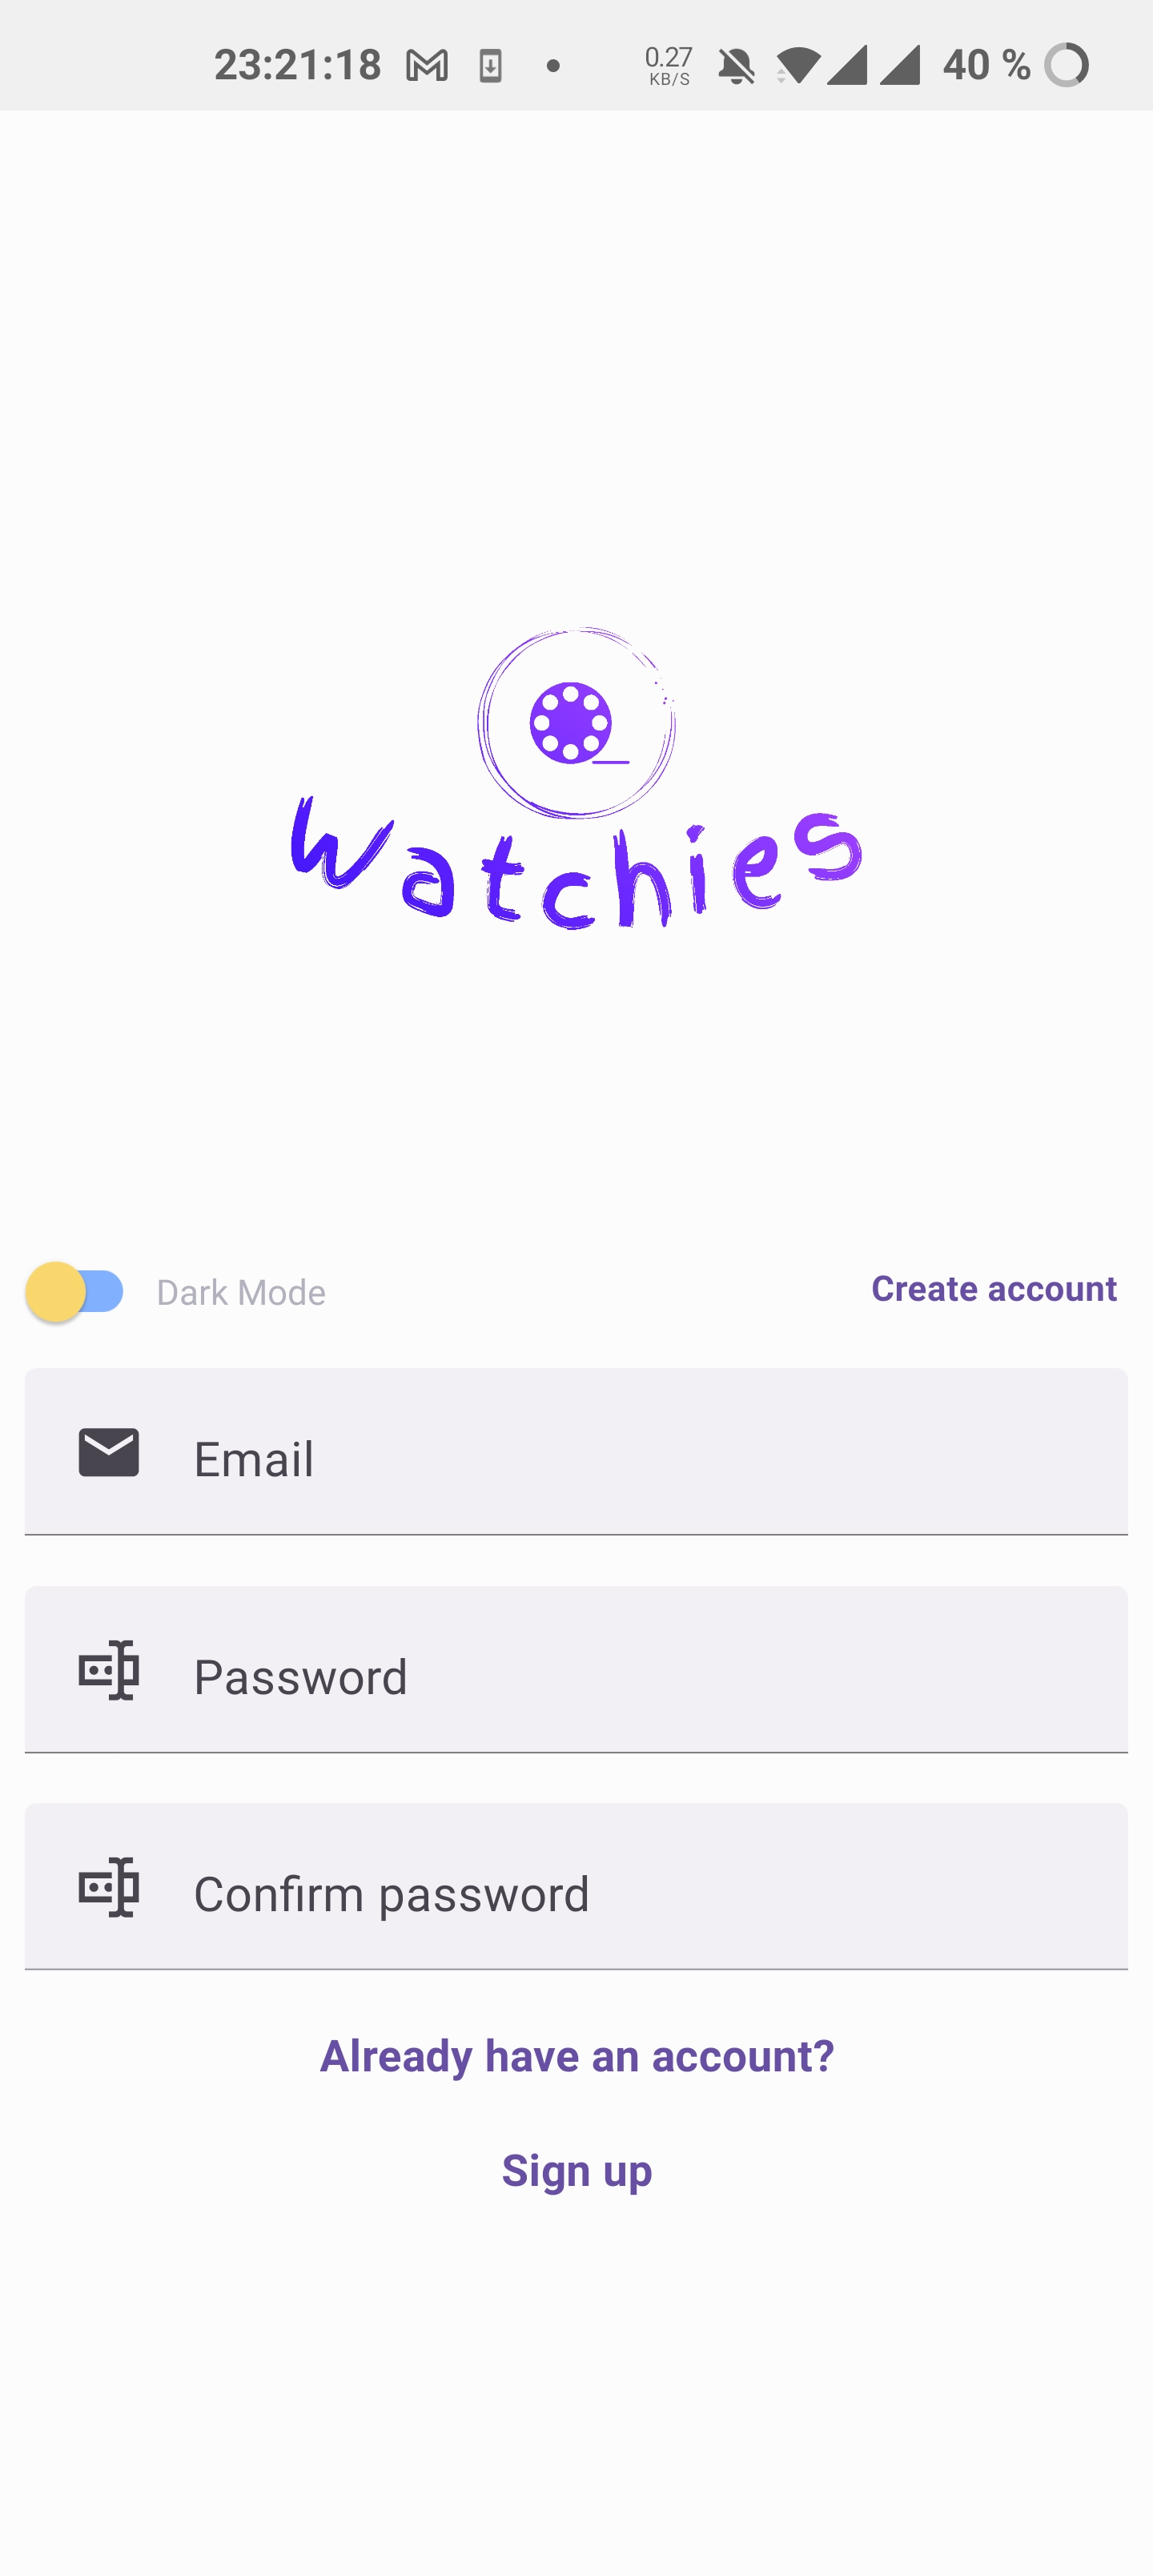 23:21:18 0.27 KB/S 40 %
Watchies
Dark Mode Create account
Email
Password
Confirm password
Already have an account?
Sign up